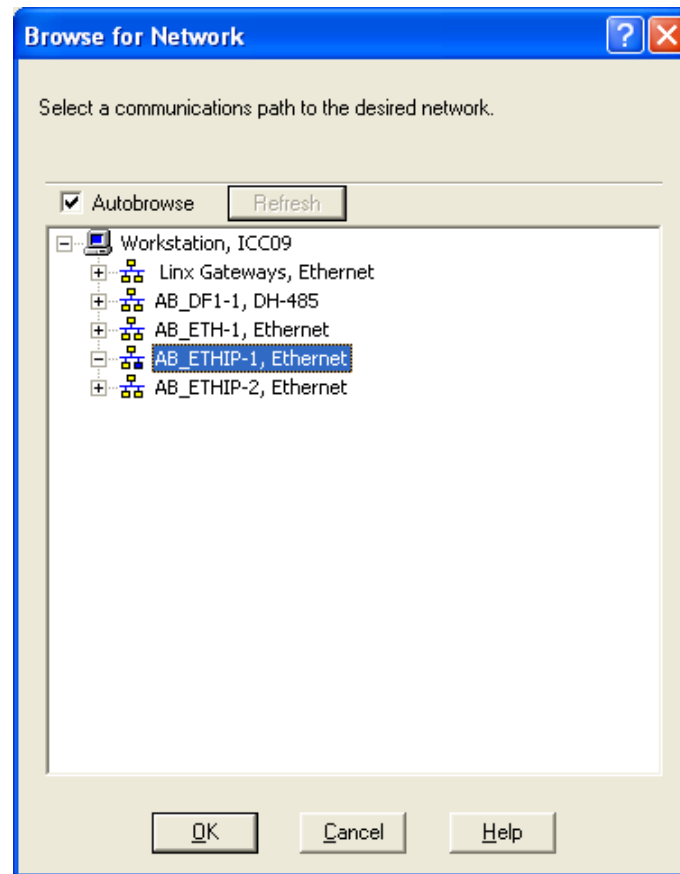 Browse for Network
Select a communications path to the desired network.
Autobrowse Refresh
Workstation, ICC09
Linx Gateways, Ethernet
AB_DF1-1, DH-485
AB_ETH-1, Ethernet
AB_ETHIP-1, Ethernet
AB_ETHIP-2, Ethernet
OK Cancel Help